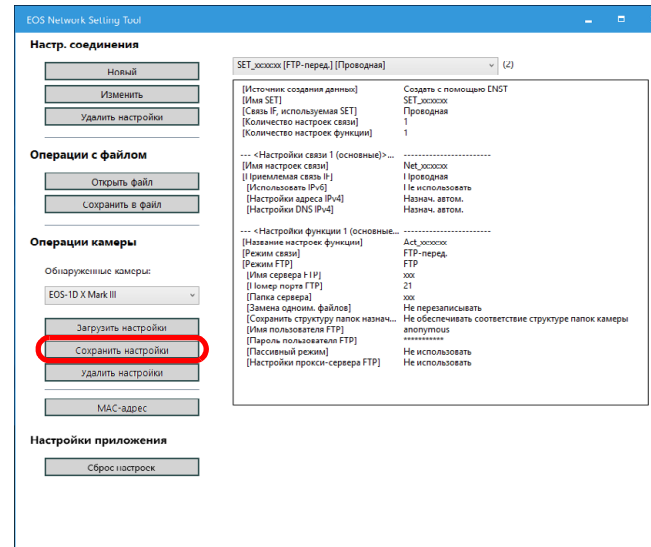 EOS Network Setting Tool
Настр. соединения
Новый
Изменить
Удалить настройки
Операции с файлом
Открыть файл
Сохранить в файл
Операции камеры
Обнаруженные камеры:
EOS-1D X Mark III
Загрузить настройки
Сохранить настройки
Удалить настройки
MAC-адрес
Настройки приложения
Сброс настроек
SET_xxxxxx [FTP-перед.] [Проводная] (2)
[Источник создания данных] Создать с помощью ENST
[Имя SET] SET_xxxxxx
[Связь IF, используемая SET] Проводная
[Количество настроек связи] 1
[Количество настроек функции] 1
--- <Настройки связи 1 (основные)>... ------------------------
[Имя настроек связи] Net_xxxxxx
[Приемлемая связь IF] Проводная
[Использовать IPv6] Не использовать
[Настройки адреса IPv4] Назнач. автом.
[Настройки DNS IPv4] Назнач. автом.
--- <Настройки функции 1 (основные... ------------------------
[Название настроек функции] Act_xxxxxx
[Режим связи] FTP-перед.
[Режим FTP] FTP
[Имя сервера FTP] xxx
[Номер порта FTP] 21
[Папка сервера] xxx
[Замена одноим. файлов] Не перезаписывать
[Сохранить структуру папок назнач... Не обеспечивать соответствие структуре папок камеры
[Имя пользователя FTP] anonymous
[Пароль пользователя FTP] ***********
[Пассивный режим] Не использовать
[Настройки прокси-сервера FTP] Не использовать